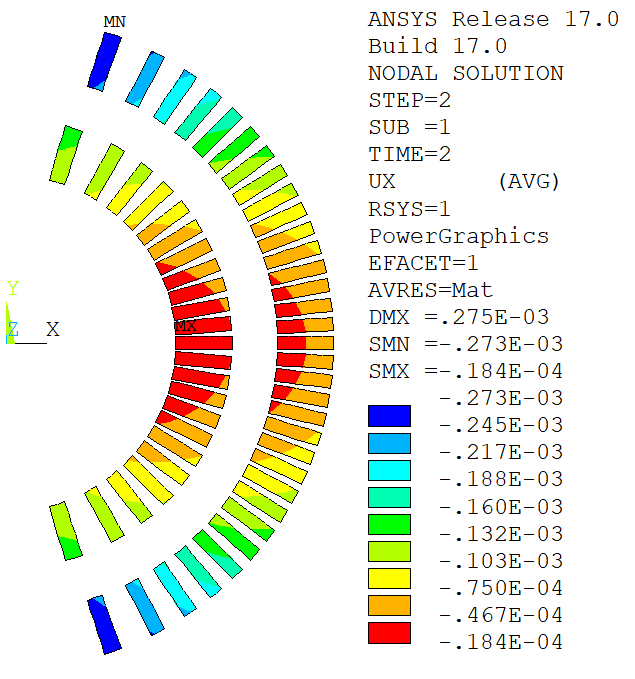 MN
ANSYS Release 17.0
Build 17.0
NODAL SOLUTION
STEP=2
SUB =1
TIME=2
UX       (AVG)
RSYS=1
PowerGraphics
EFACET=1
AVRES=Mat
DMX =.275E-03
SMN =-.273E-03
SMX =-.184E-04
-.273E-03
-.245E-03
-.217E-03
-.188E-03
-.160E-03
-.132E-03
-.103E-03
-.750E-04
-.467E-04
-.184E-04
Y
Z X
MX